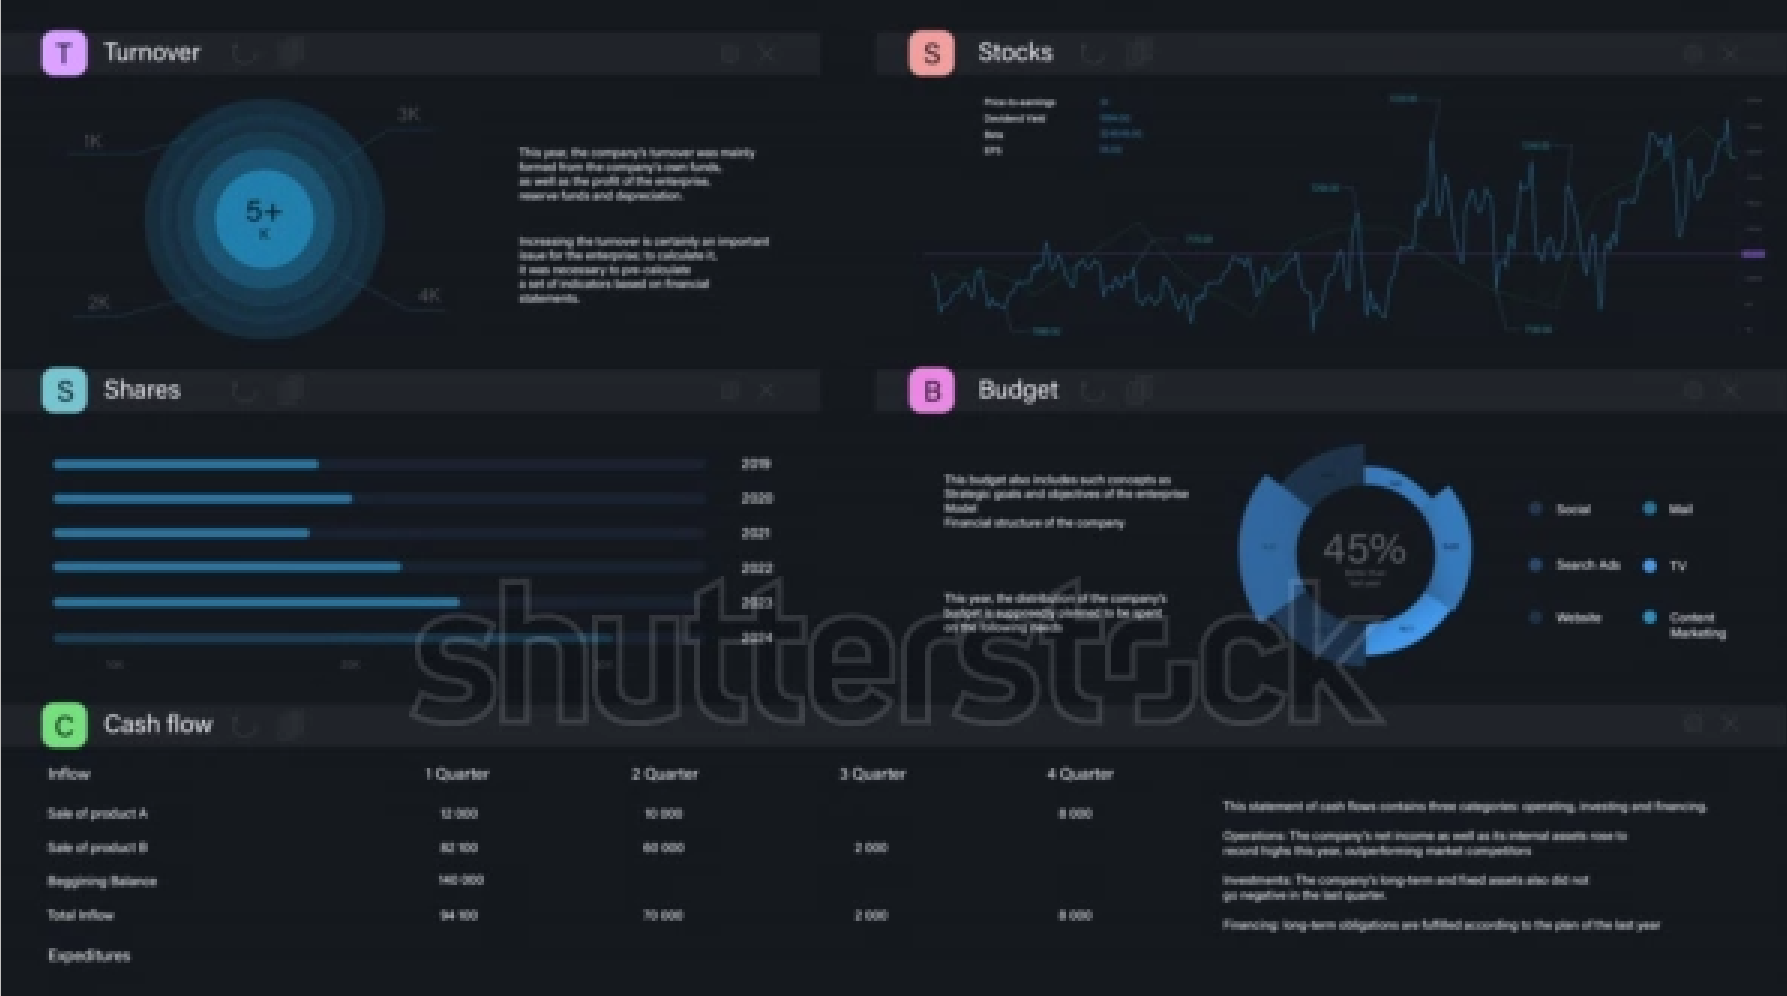 T Turnover
1K
3K
5+
K
2K
4K
This year, the company's turnover was mainly
formed from the company's own funds,
as well as the profit of the enterprise,
reserve funds and depreciation.
Increasing the turnover is certainly an important
issue for the enterprise; to calculate it,
it was necessary to pre-calculate
a set of indicators based on financial
statements.
S Stocks
Price-to-earnings
Dividend Yield
Beta
EPS
S Shares
2019
2020
2021
2022
2023
2024
10K
20K
B Budget
This budget also includes such concepts as
Strategic goals and objectives of the enterprise
Model
Financial structure of the company
This year, the distribution of the company's
budget is supposedly planned to be spent
on the following needs
45%
Social
Mail
Search Ads
TV
Website
Content
Marketing
shutterstock
C Cash flow
Inflow 1 Quarter 2 Quarter 3 Quarter 4 Quarter
Sale of product A 12 000 10 000 8 000
Sale of product B 82 100 60 000 2 000
Beggining Balance 140 000
Total Inflow 94 100 70 000 2 000 8 000
Expeditures
This statement of cash flows contains three categories: operating, investing and financing.
Operations: The company's net income as well as its internal assets rose to
record highs this year, outperforming market competitors
Investments: The company's long-term and fixed assets also did not
go negative in the last quarter.
Financing: long-term obligations are fulfilled according to the plan of the last year